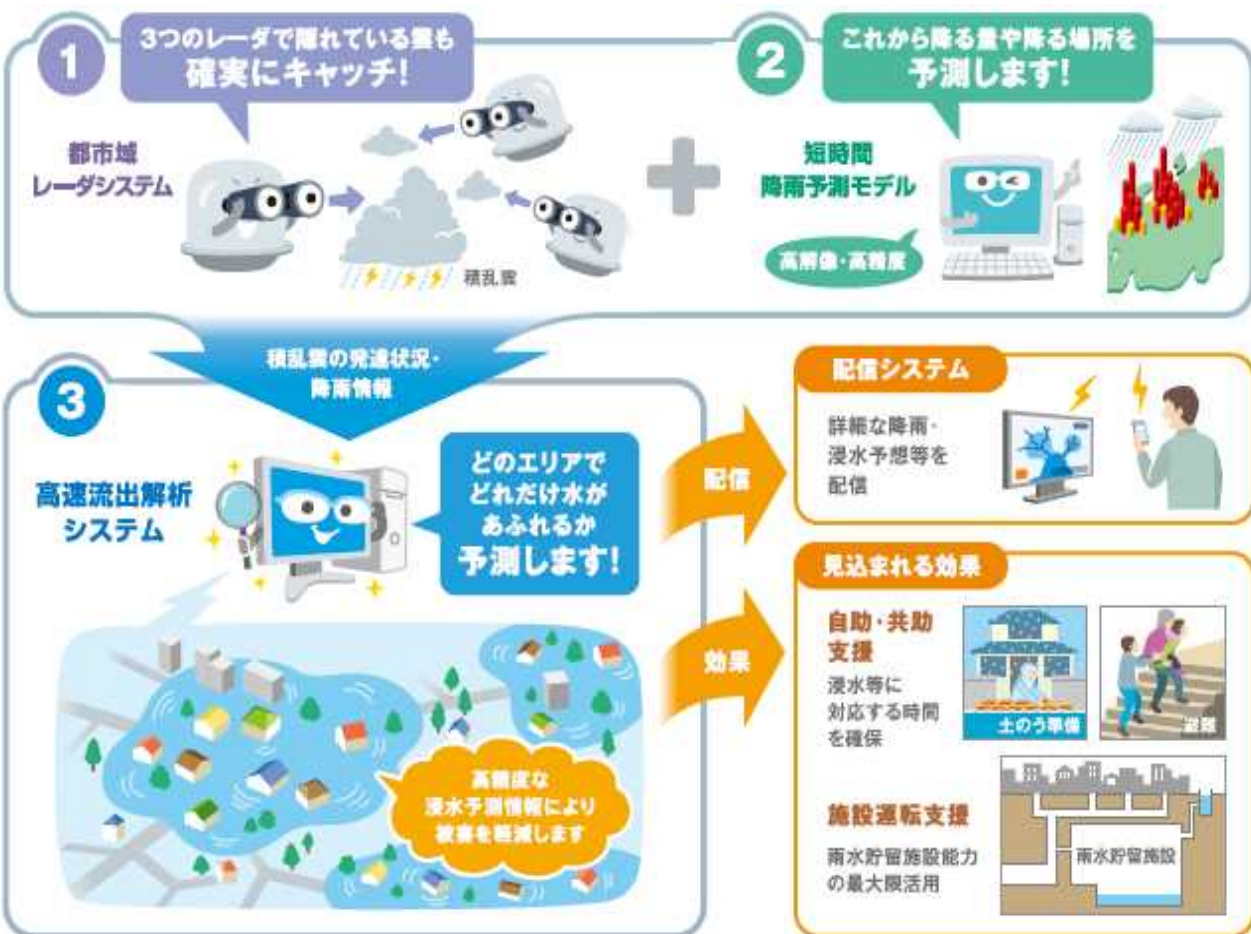 1
3つのレーダで隠れている雲も
確実にキャッチ!
都市域
レーダシステム
積乱雲
2
これから降る量や降る場所を
予測します!
短時間
降雨予測モデル
高解像・高精度
積乱雲の発達状況・
降雨情報
3
高速流出解析
システム
どのエリアで
どれだけ水が
あふれるか
予測します!
高精度な
浸水予測情報により
被害を軽減します
配信
効果
配信システム
詳細な降雨・
浸水予想等を
配信
見込まれる効果
自助・共助
支援
浸水等に
対応する時間
を確保
土のう準備
避難
施設運転支援
雨水貯留施設能力
の最大限活用
雨水貯留施設